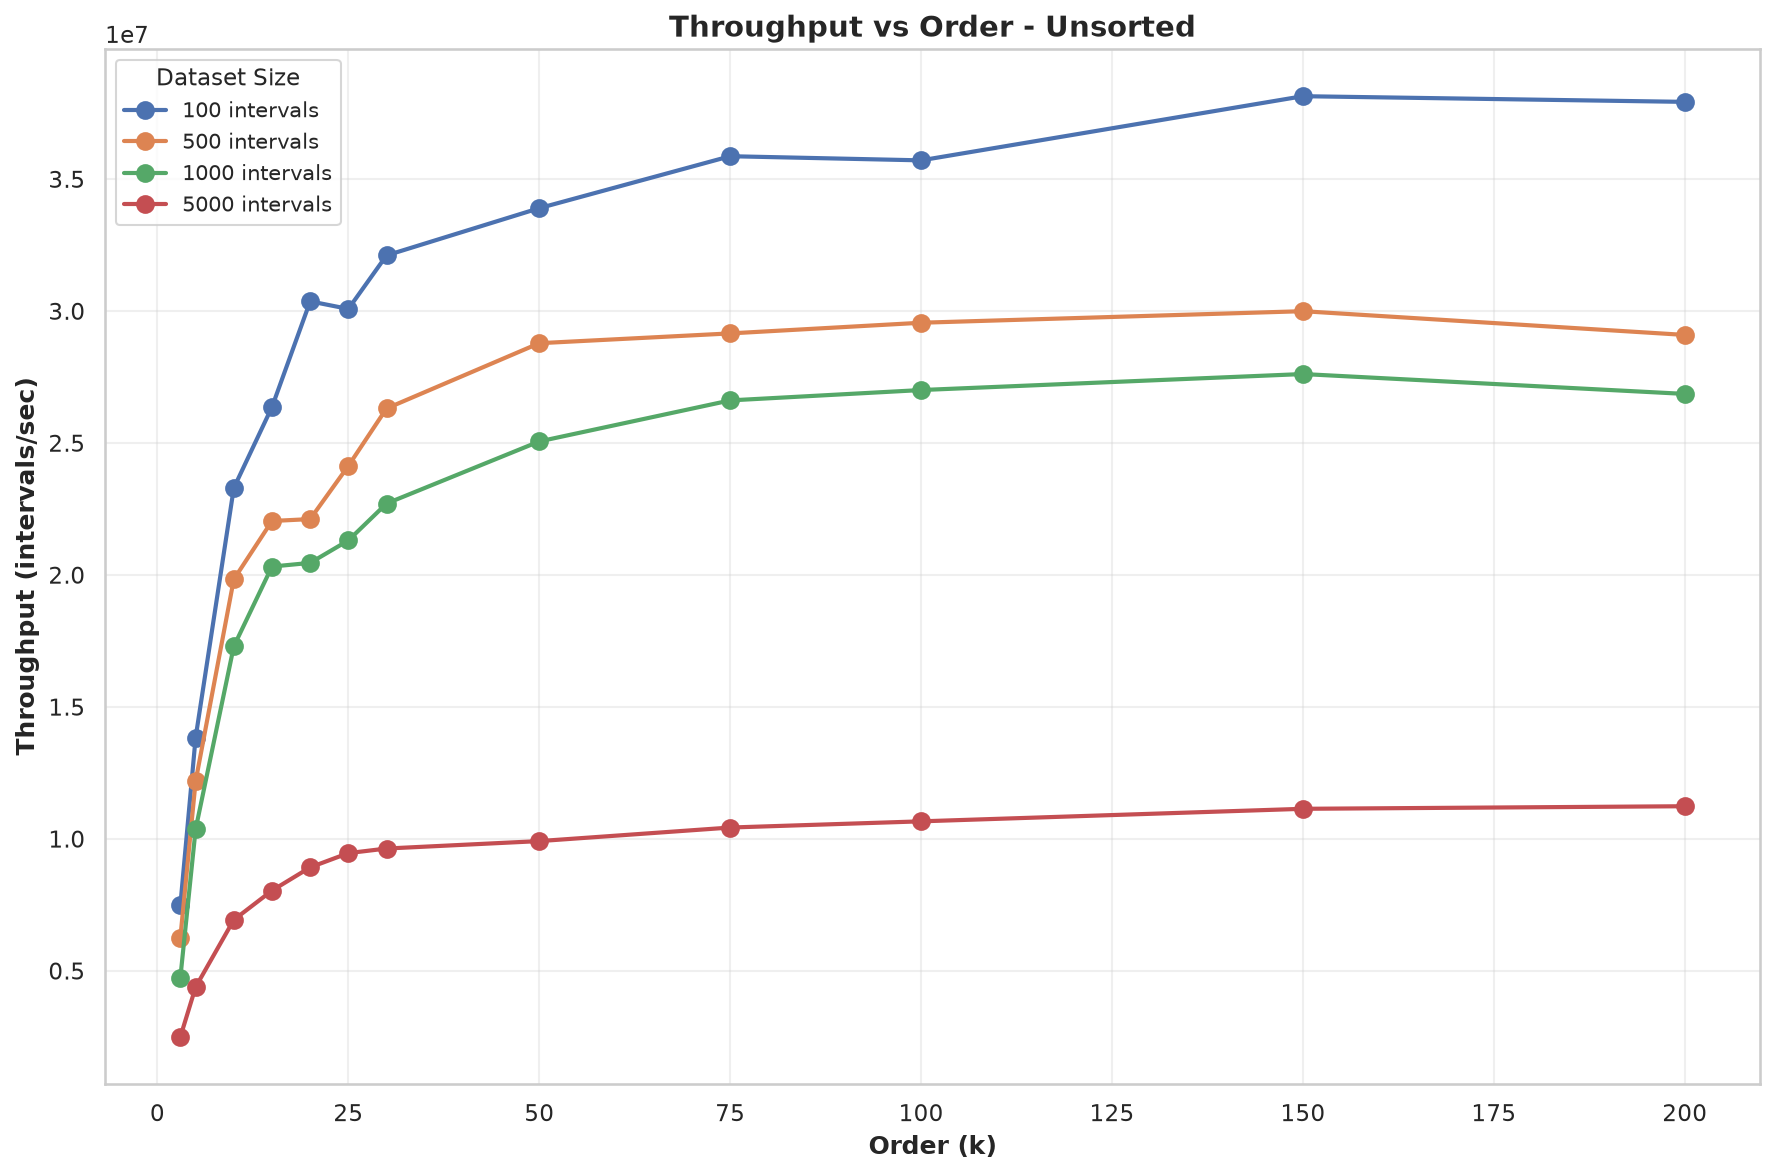 Throughput vs Order - Unsorted
1e7
Dataset Size
100 intervals
500 intervals
1000 intervals
5000 intervals
3.5
3.0
2.5
2.0
1.5
1.0
0.5
Throughput (intervals/sec)
0 25 50 75 100 125 150 175 200
Order (k)